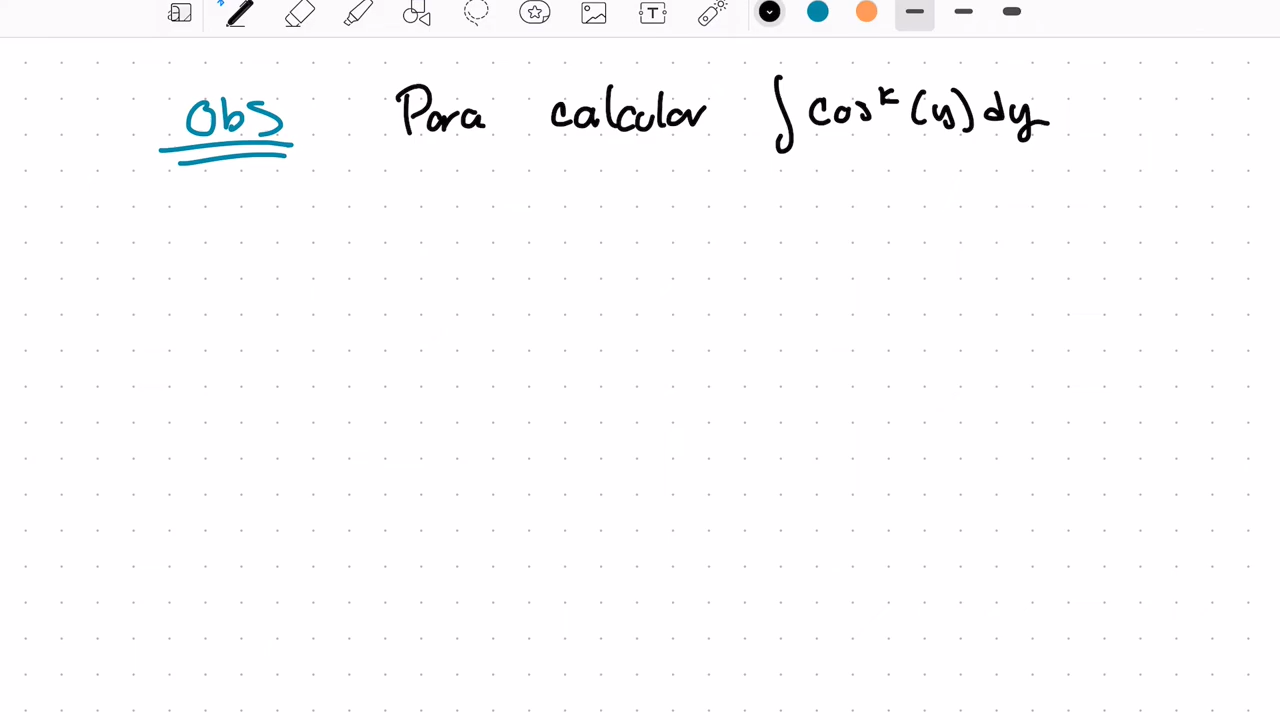 Obs Para calcular ∫ cos^k (y) dy